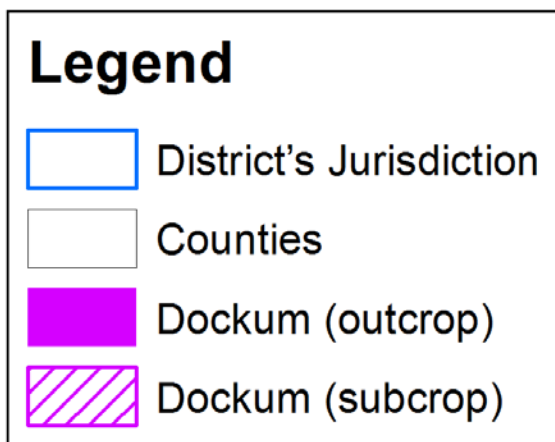 Legend
District's Jurisdiction
Counties
Dockum (outcrop)
Dockum (subcrop)